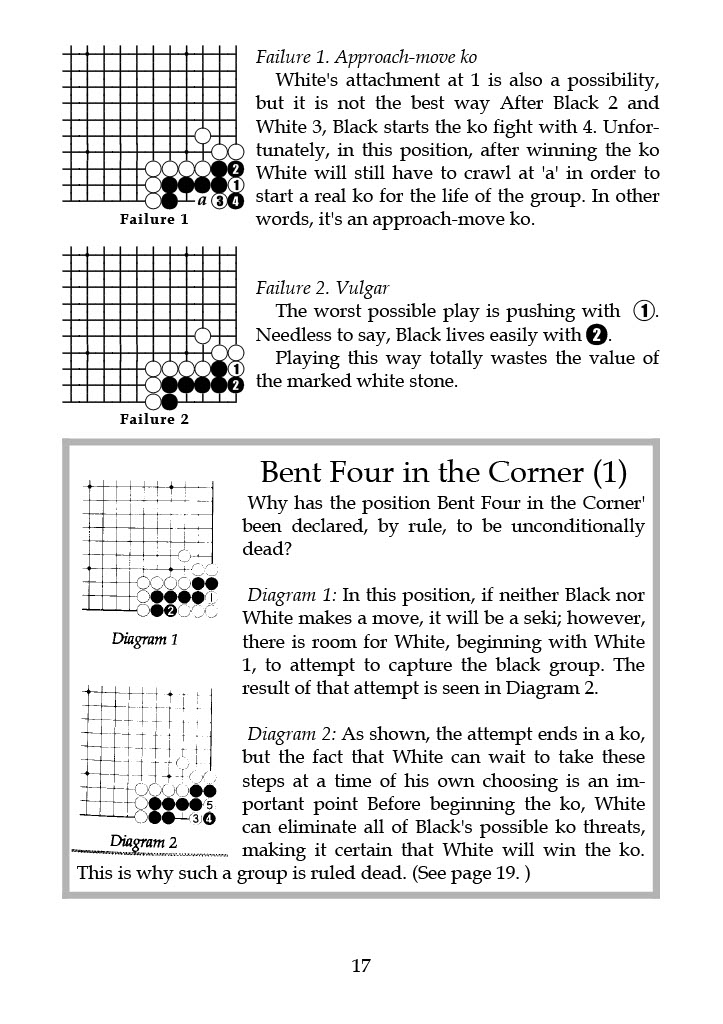 Failure 1. Approach-move ko
White's attachment at 1 is also a possibility,
but it is not the best way After Black 2 and
White 3, Black starts the ko fight with 4. Unfor-
tunately, in this position, after winning the ko
White will still have to crawl at 'a' in order to
start a real ko for the life of the group. In other
words, it's an approach-move ko.
2
1
a 3 4
Failure 1
Failure 2. Vulgar
The worst possible play is pushing with 1.
Needless to say, Black lives easily with 2.
Playing this way totally wastes the value of
the marked white stone.
1
2
Failure 2
Bent Four in the Corner (1)
Why has the position Bent Four in the Corner'
been declared, by rule, to be unconditionally
dead?
1
2
Diagram 1
Diagram 1: In this position, if neither Black nor
White makes a move, it will be a seki; however,
there is room for White, beginning with White
1, to attempt to capture the black group. The
result of that attempt is seen in Diagram 2.
5
3 4
Diagram 2
Diagram 2: As shown, the attempt ends in a ko,
but the fact that White can wait to take these
steps at a time of his own choosing is an im-
portant point Before beginning the ko, White
can eliminate all of Black's possible ko threats,
making it certain that White will win the ko.
This is why such a group is ruled dead. (See page 19. )
17